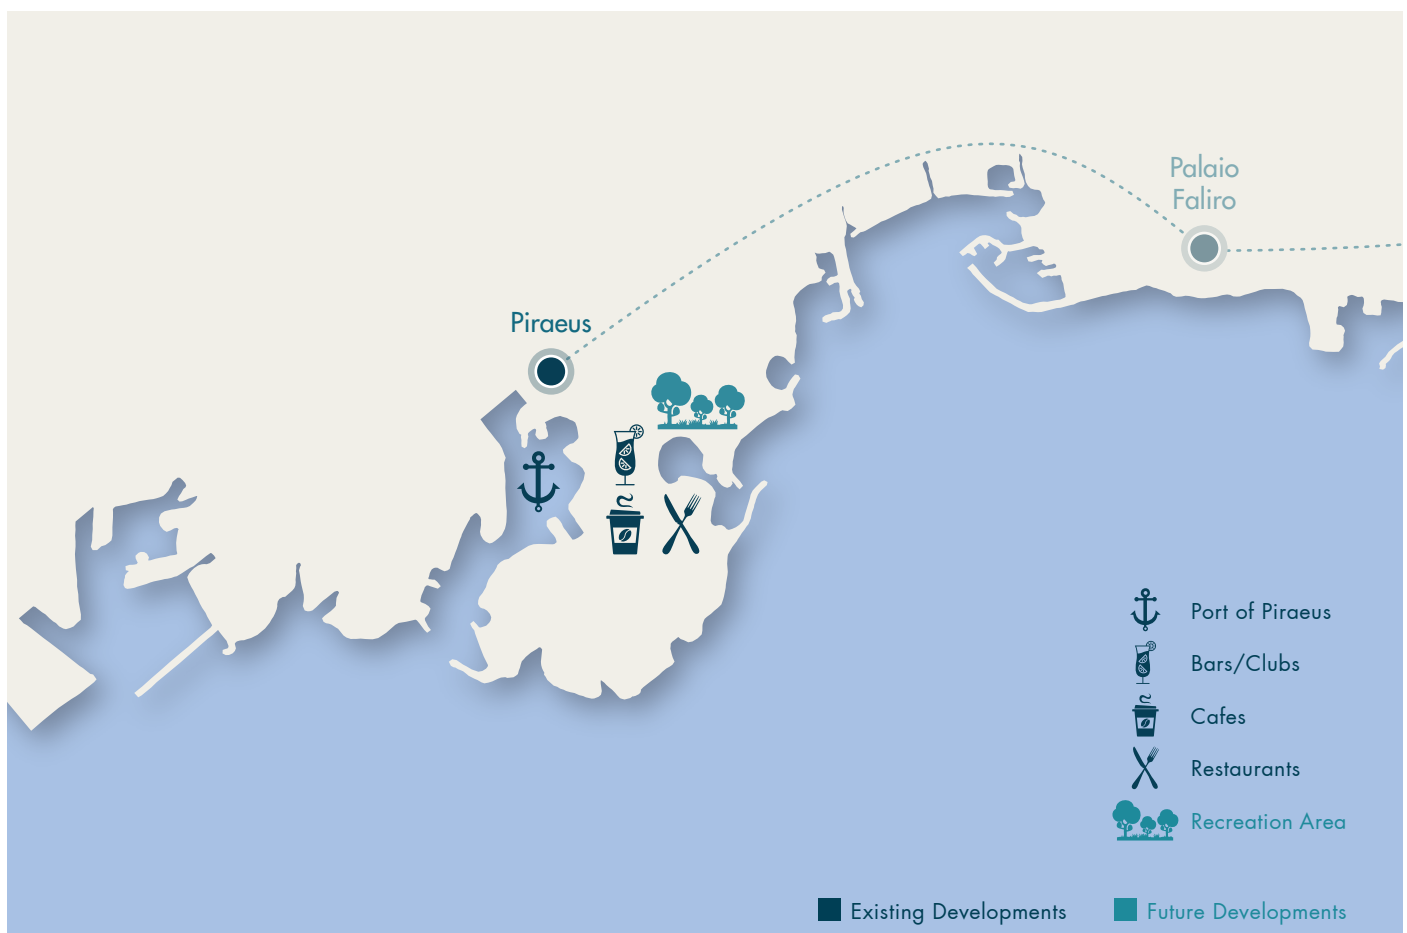 Palaio
Faliro
Piraeus
Port of Piraeus
Bars/Clubs
Cafes
Restaurants
Recreation Area
Existing Developments
Future Developments